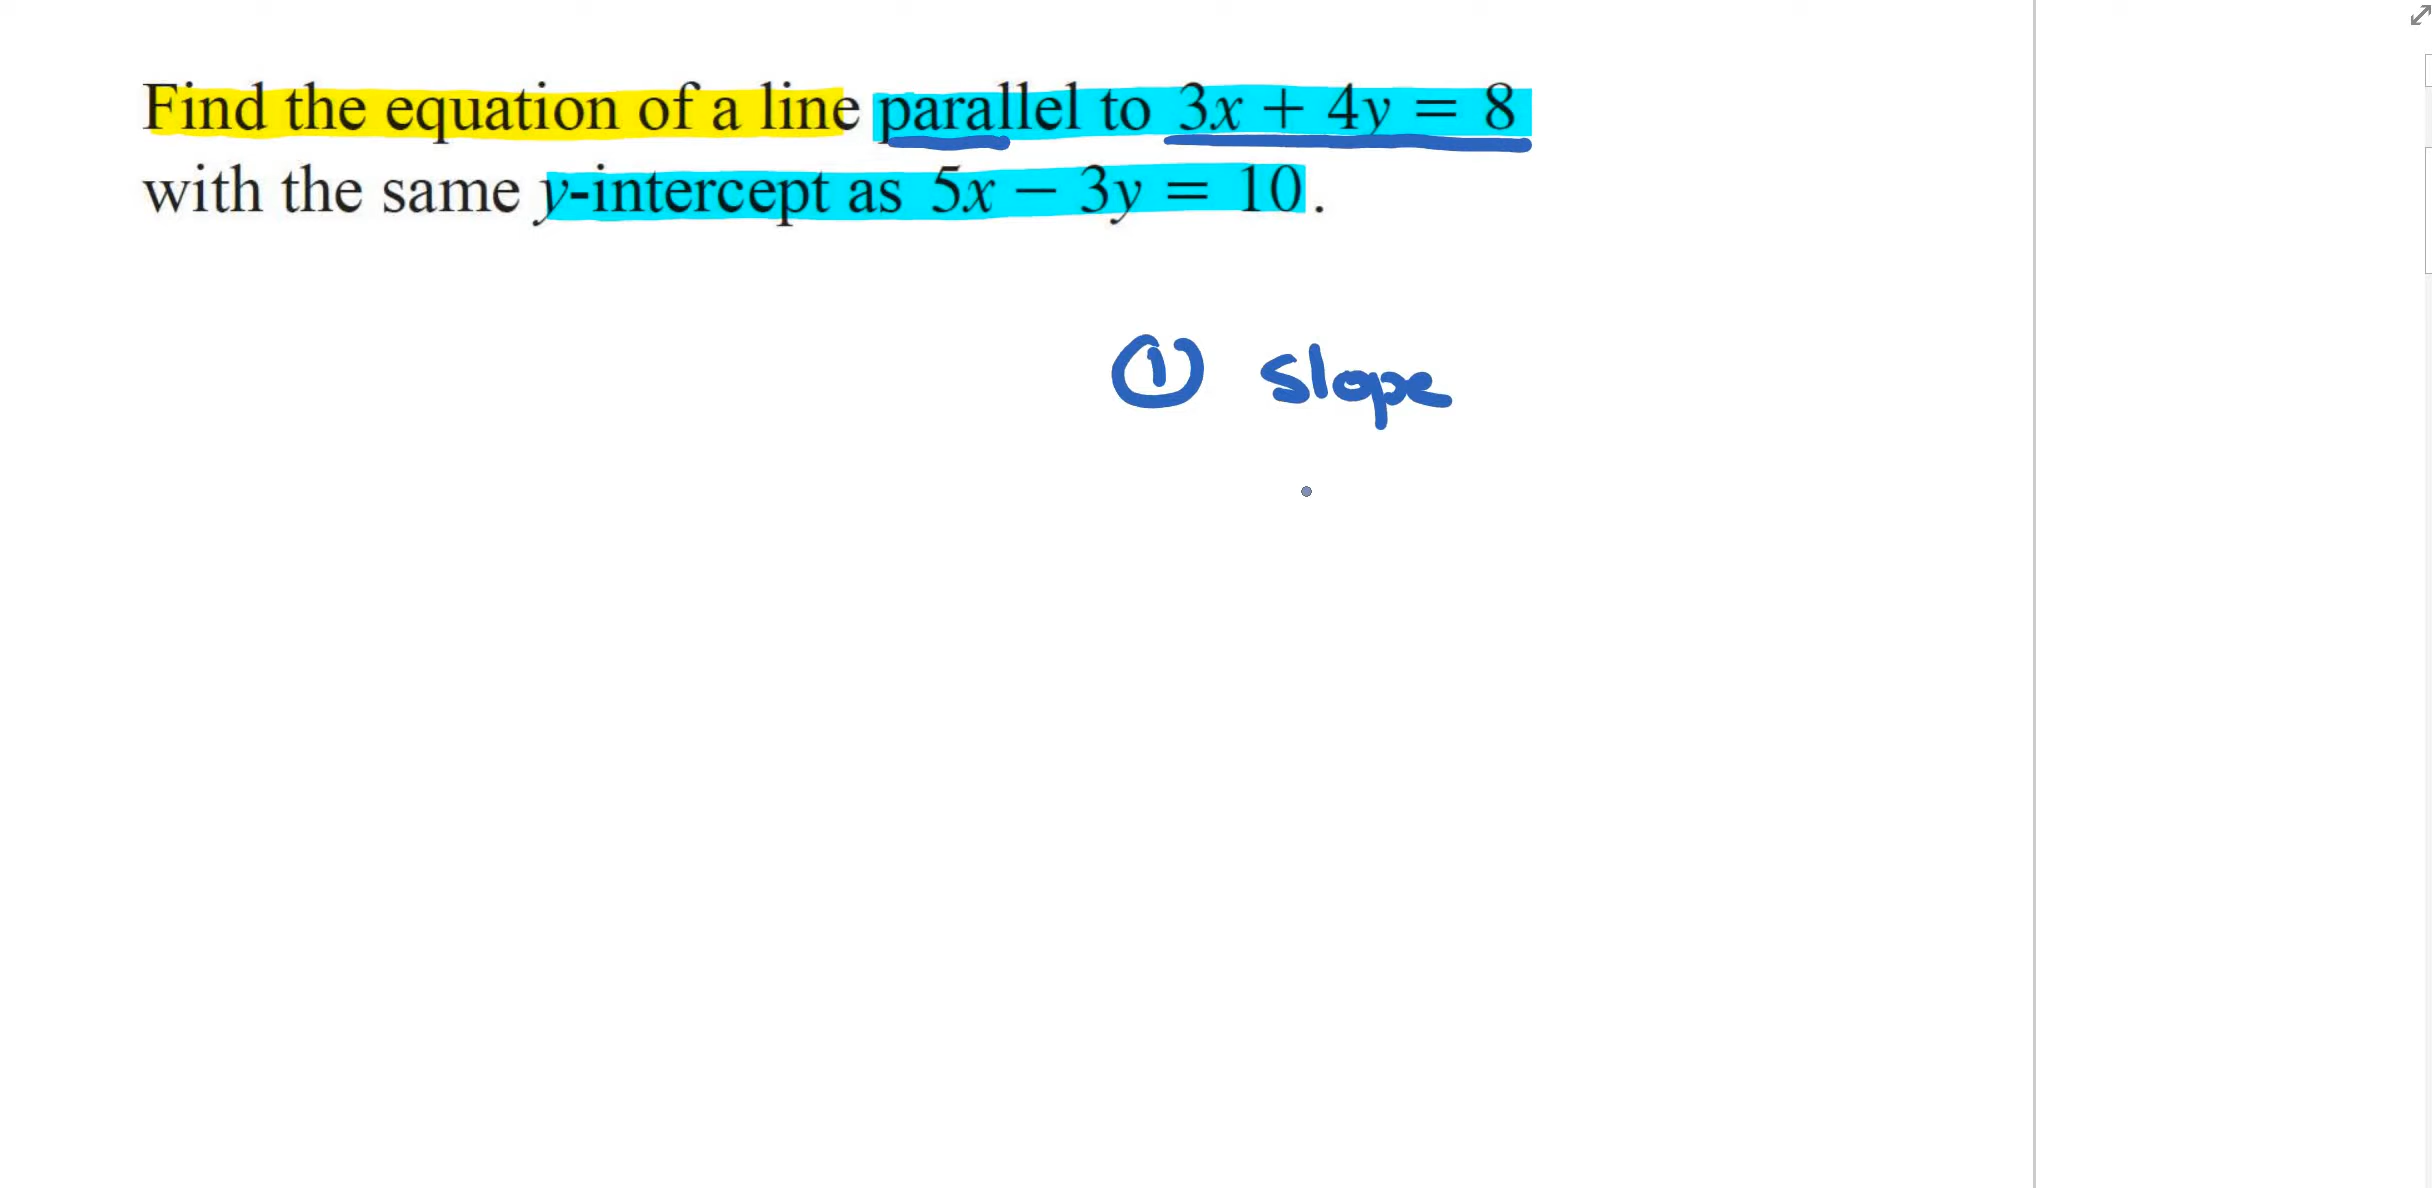 Find the equation of a line parallel to 3x + 4y = 8
with the same y-intercept as 5x − 3y = 10.
① slope